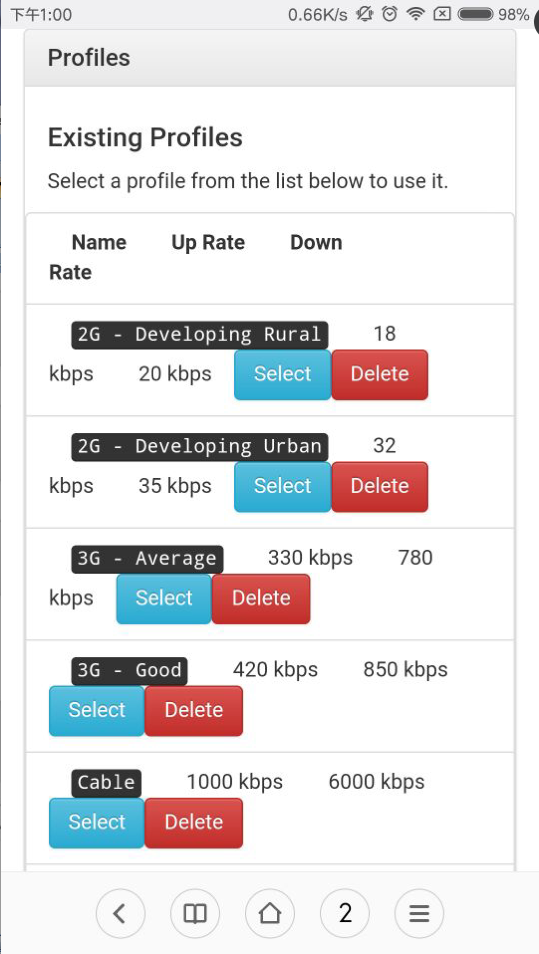 下午1:00 0.66K/s 98%
Profiles
Existing Profiles
Select a profile from the list below to use it.
Name Up Rate Down
Rate
2G - Developing Rural 18
kbps 20 kbps Select Delete
2G - Developing Urban 32
kbps 35 kbps Select Delete
3G - Average 330 kbps 780
kbps Select Delete
3G - Good 420 kbps 850 kbps
Select Delete
Cable 1000 kbps 6000 kbps
Select Delete
2